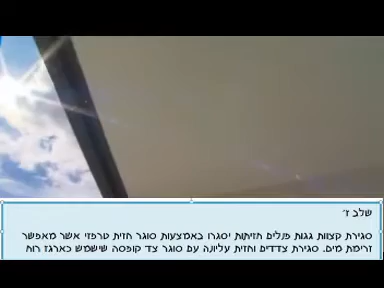 שלב ז'
סגירת קצוות גגות פנלים חזיתות יסגרו באמצעות סוגר חזית טרפזי אשר מאפשר
זרימת מים. סגירת צדדים וחזית עליונה עם סוגר צד קופסה שישמש כארגז רוח